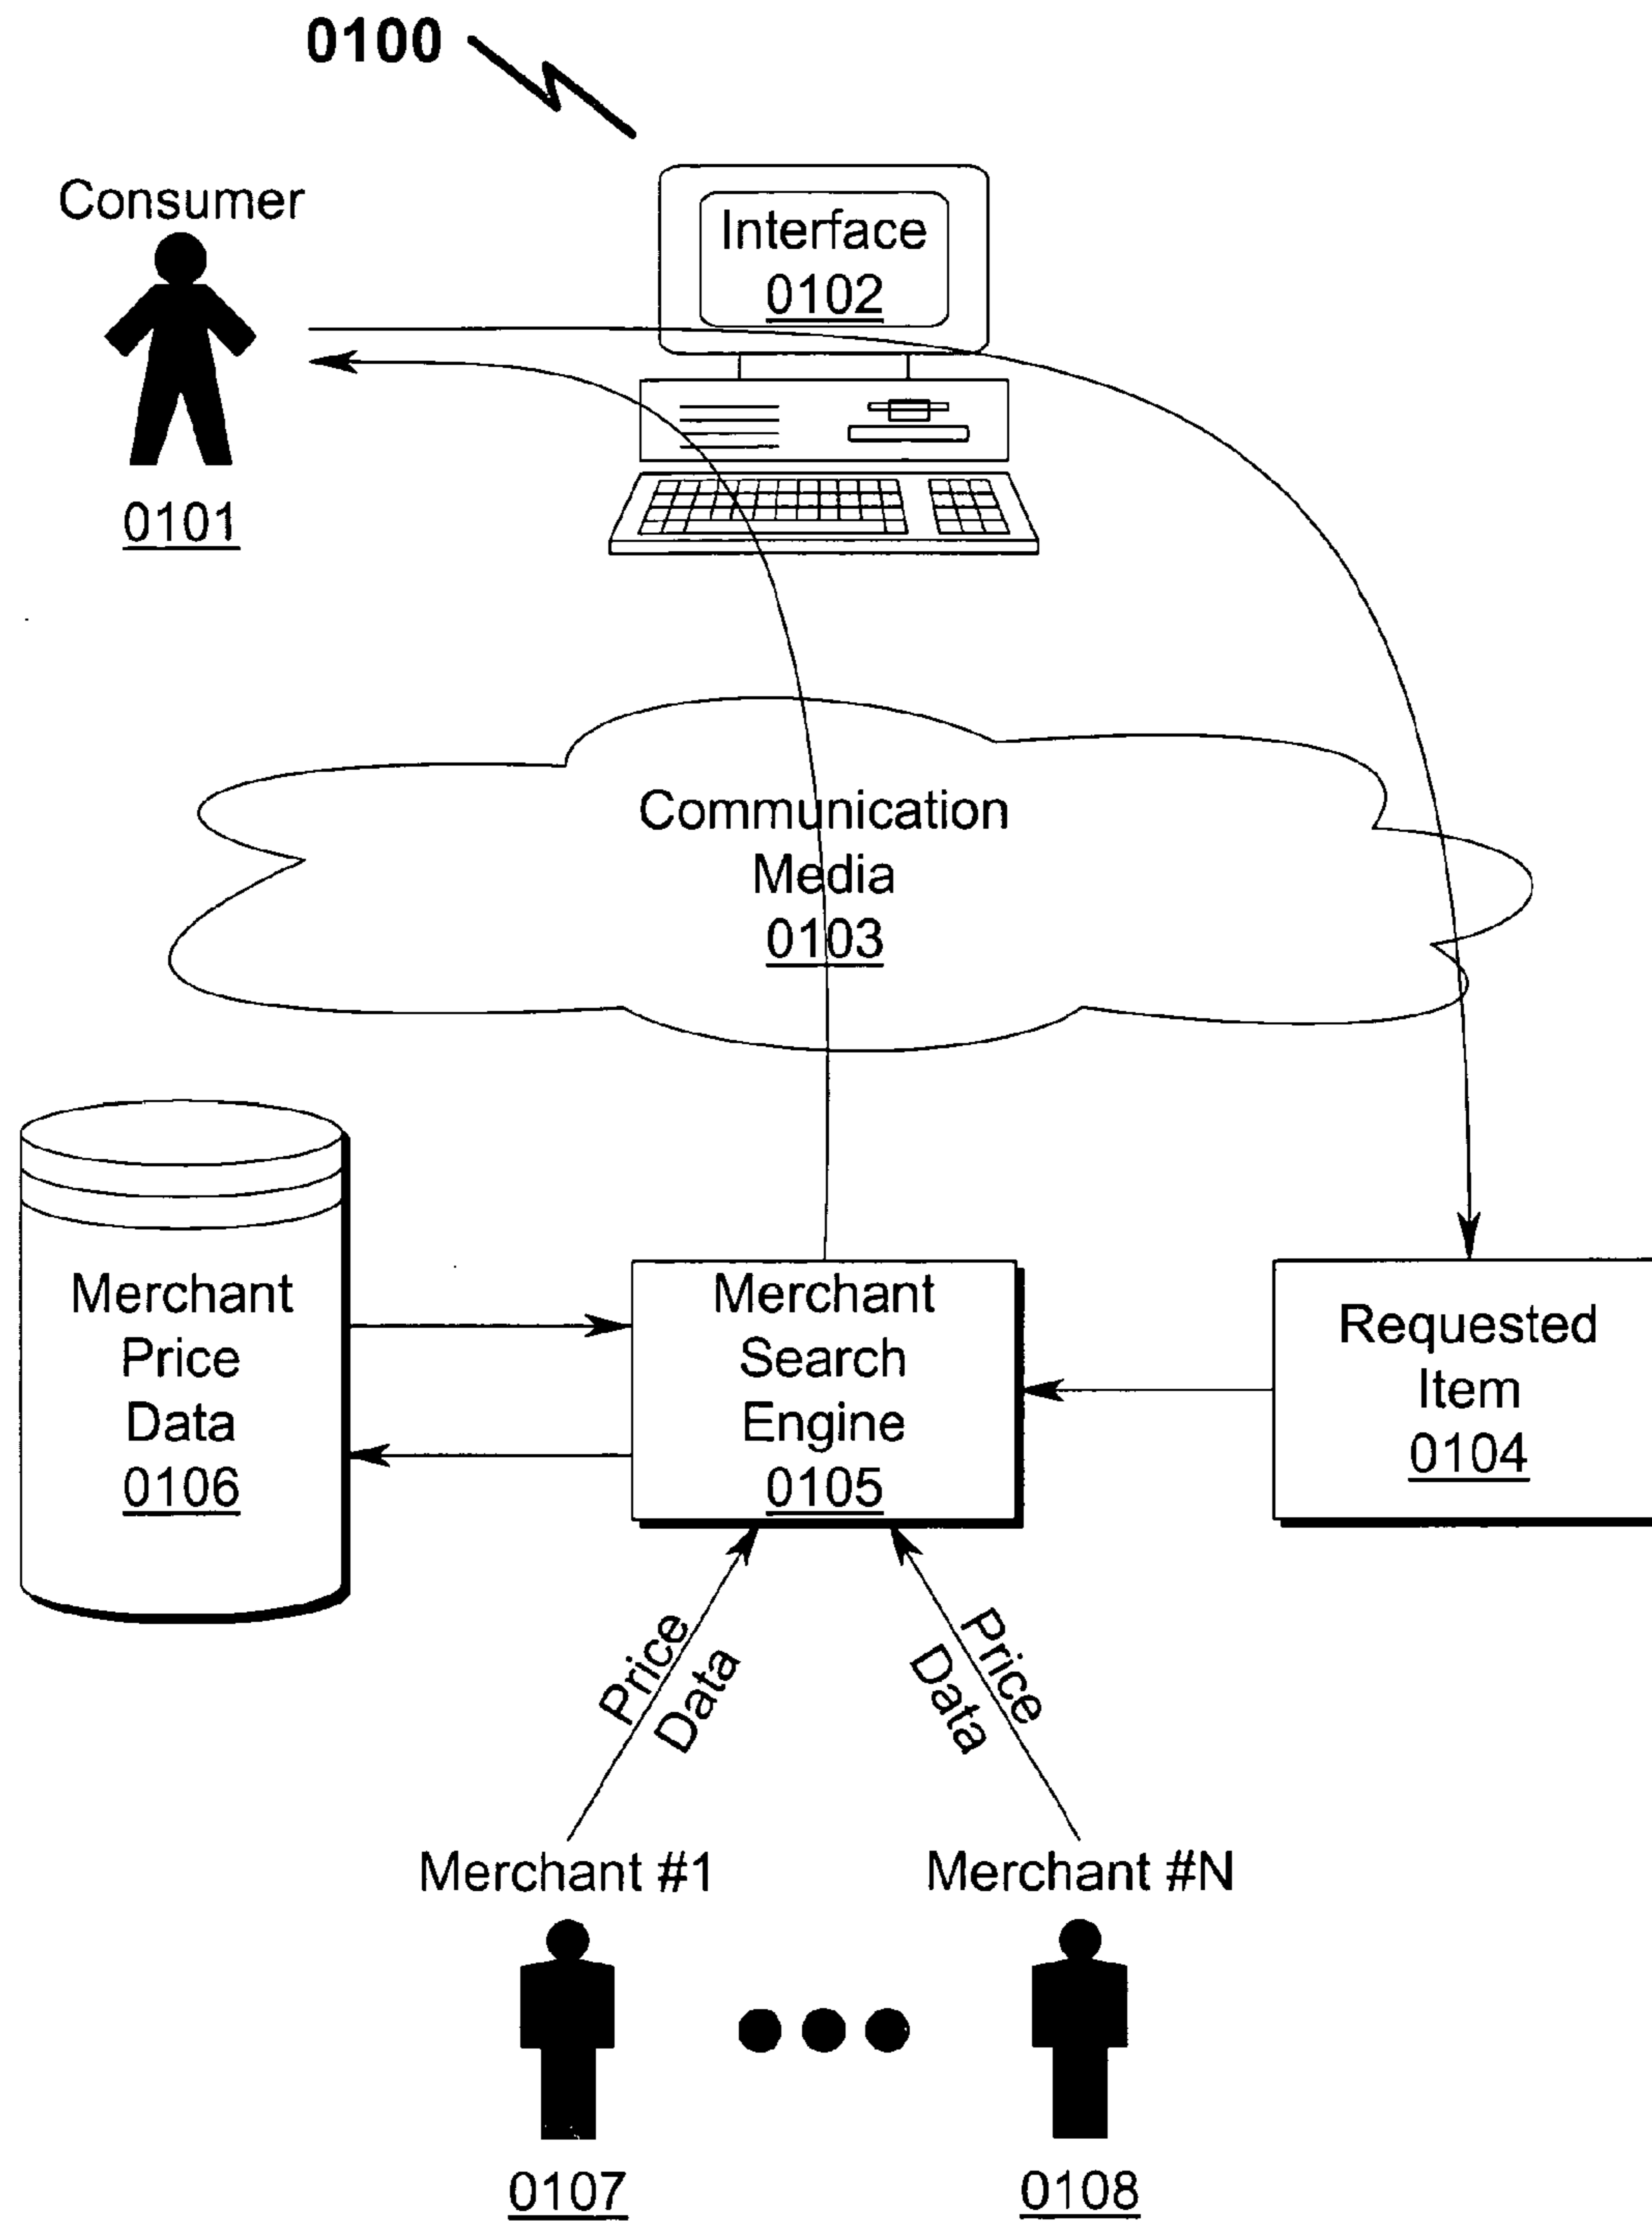 0100
Consumer
0101
Interface
0102
Communication
Media
0103
Merchant
Price
Data
0106
Merchant
Search
Engine
0105
Requested
Item
0104
Price
Data
Price
Data
Merchant #1
Merchant #N
0107
0108